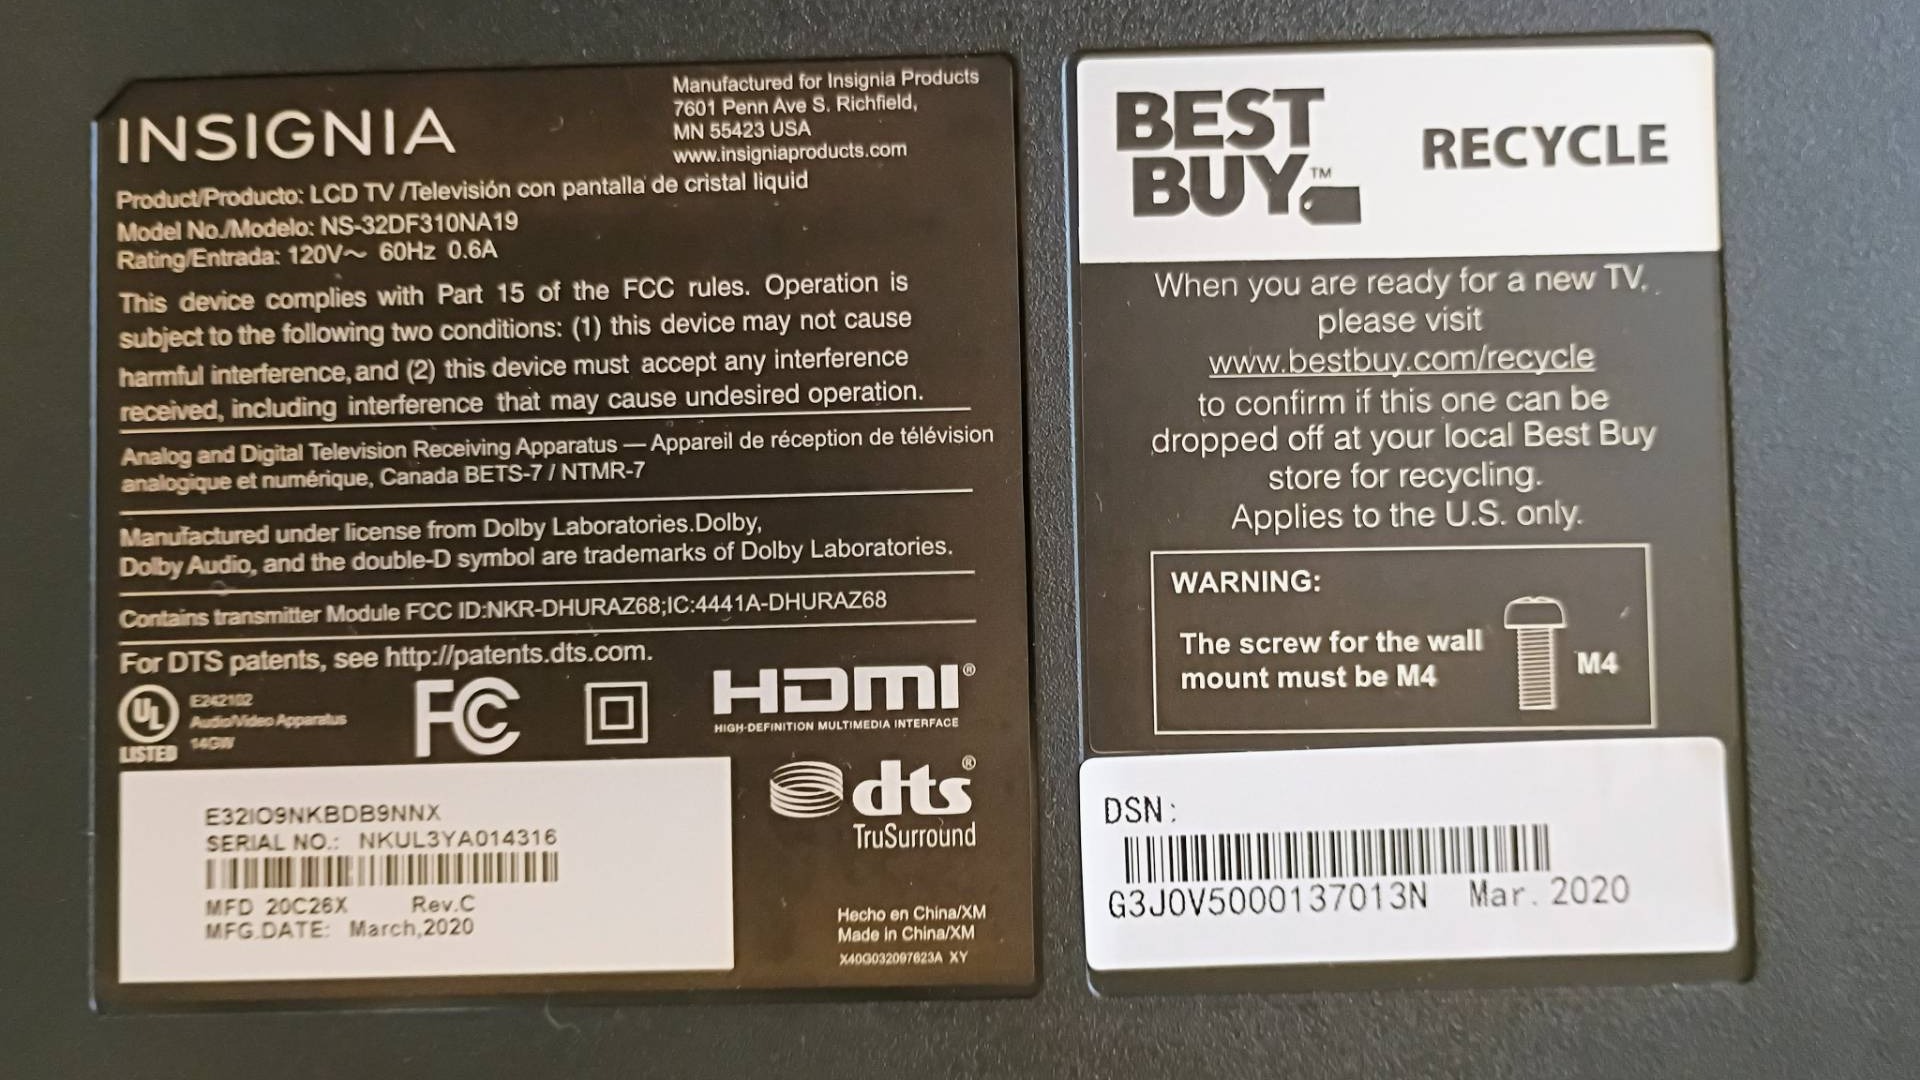 INSIGNIA
Manufactured for Insignia Products
7601 Penn Ave S. Richfield,
MN 55423 USA
www.insigniaproducts.com
Product/Producto: LCD TV /Televisión con pantalla de cristal liquid
Model No./Modelo: NS-32DF310NA19
Rating/Entrada: 120V～ 60Hz 0.6A
This device complies with Part 15 of the FCC rules. Operation is
subject to the following two conditions: (1) this device may not cause
harmful interference, and (2) this device must accept any interference
received, including interference that may cause undesired operation.
Analog and Digital Television Receiving Apparatus — Appareil de réception de télévision
analogique et numérique, Canada BETS-7 / NTMR-7
Manufactured under license from Dolby Laboratories.Dolby,
Dolby Audio, and the double-D symbol are trademarks of Dolby Laboratories.
Contains transmitter Module FCC ID:NKR-DHURAZ68;IC:4441A-DHURAZ68
For DTS patents, see http://patents.dts.com.
UL
LISTED
E242102
Audio/Video Apparatus
14GW
FC
HDMI®
HIGH-DEFINITION MULTIMEDIA INTERFACE
dts®
TruSurround
E32IO9NKBDB9NNX
SERIAL NO.: NKUL3YA014316
MFD 20C26X Rev.C
MFG.DATE: March,2020
Hecho en China/XM
Made in China/XM
X40G032097623A XY
BEST
BUY™
RECYCLE
When you are ready for a new TV,
please visit
www.bestbuy.com/recycle
to confirm if this one can be
dropped off at your local Best Buy
store for recycling.
Applies to the U.S. only.
WARNING:
The screw for the wall
mount must be M4
M4
DSN:
G3J0V5000137013N Mar. 2020